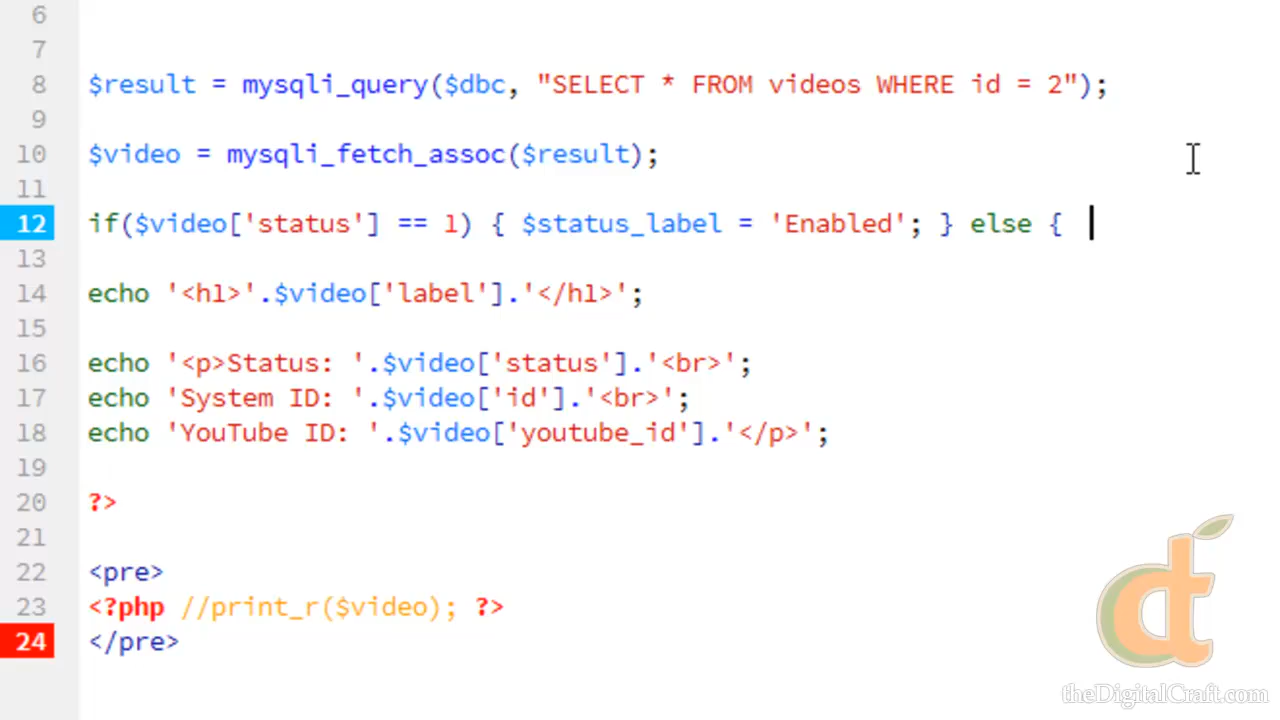 6
7
8 $result = mysqli_query($dbc, "SELECT * FROM videos WHERE id = 2");
9
10 $video = mysqli_fetch_assoc($result);
11
12 if($video['status'] == 1) { $status_label = 'Enabled'; } else {
13
14 echo '<h1>'.$video['label'].'</h1>';
15
16 echo '<p>Status: '.$video['status'].'<br>';
17 echo 'System ID: '.$video['id'].'<br>';
18 echo 'YouTube ID: '.$video['youtube_id'].'</p>';
19
20 ?>
21
22 <pre>
23 <?php //print_r($video); ?>
24 </pre>
dt
theDigitalCraft.com